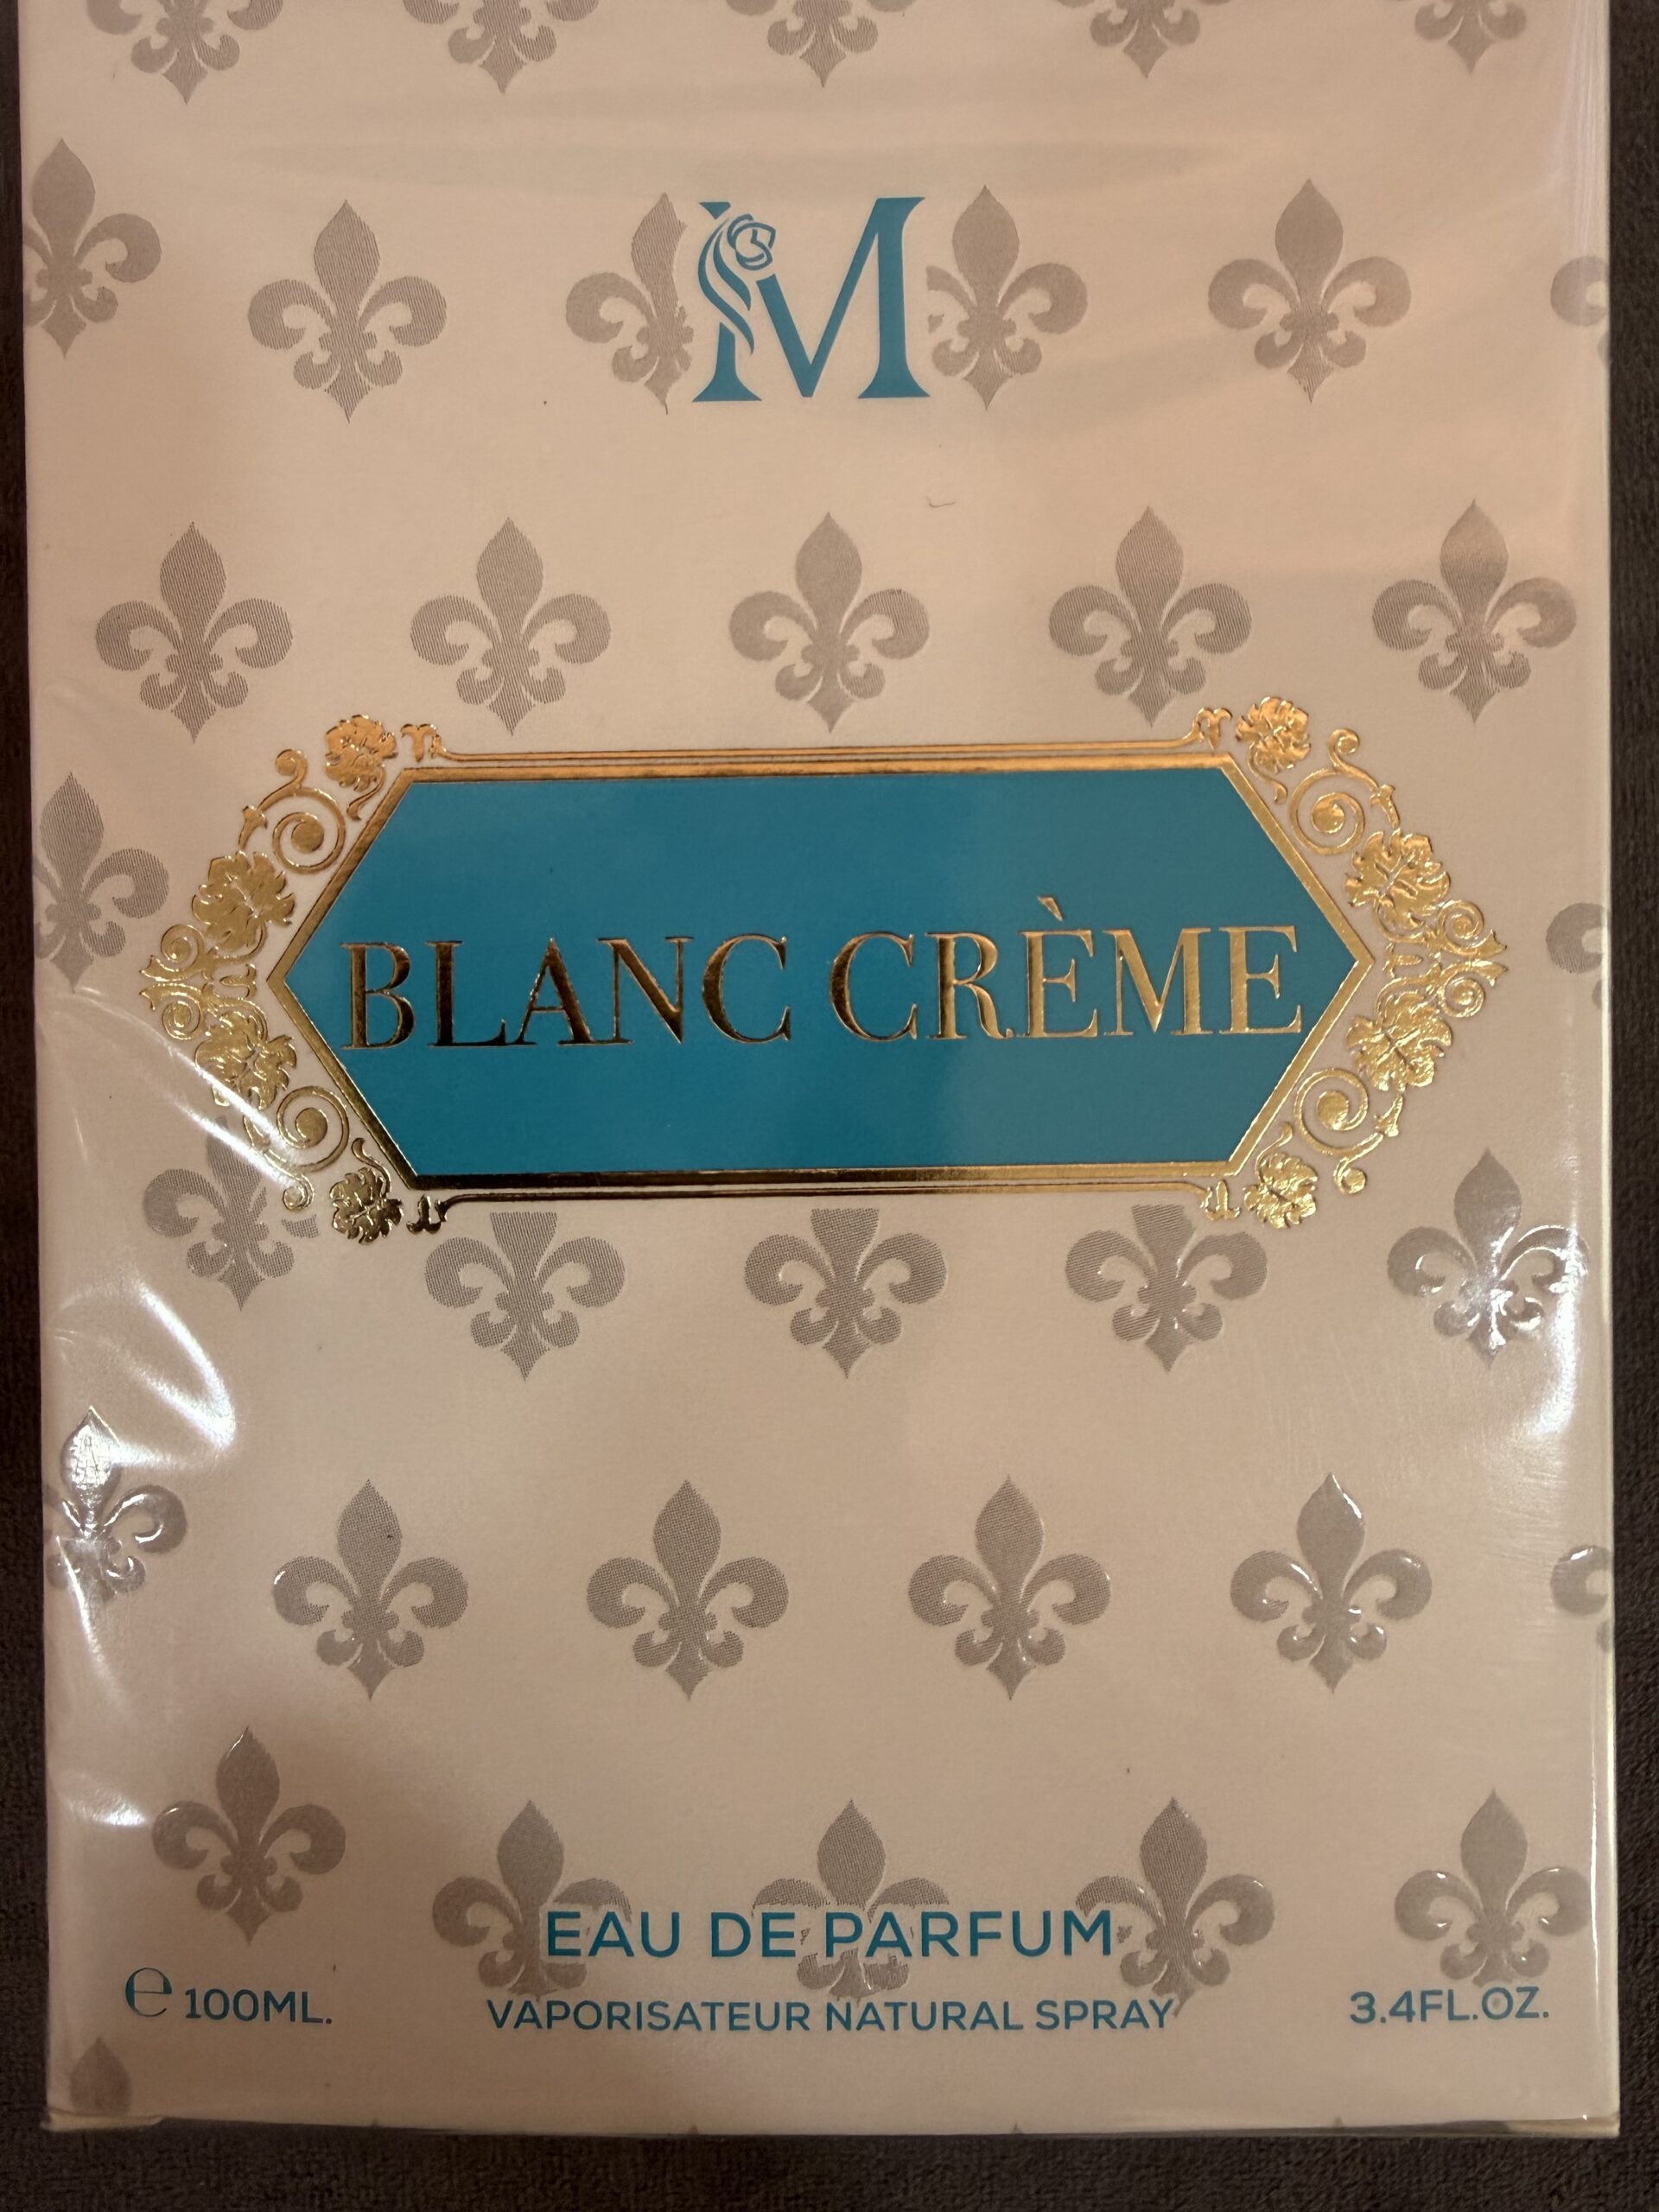 M
BLANC CRÈME
EAU DE PARFUM
e 100ML.
VAPORISATEUR NATURAL SPRAY
3.4FL.OZ.